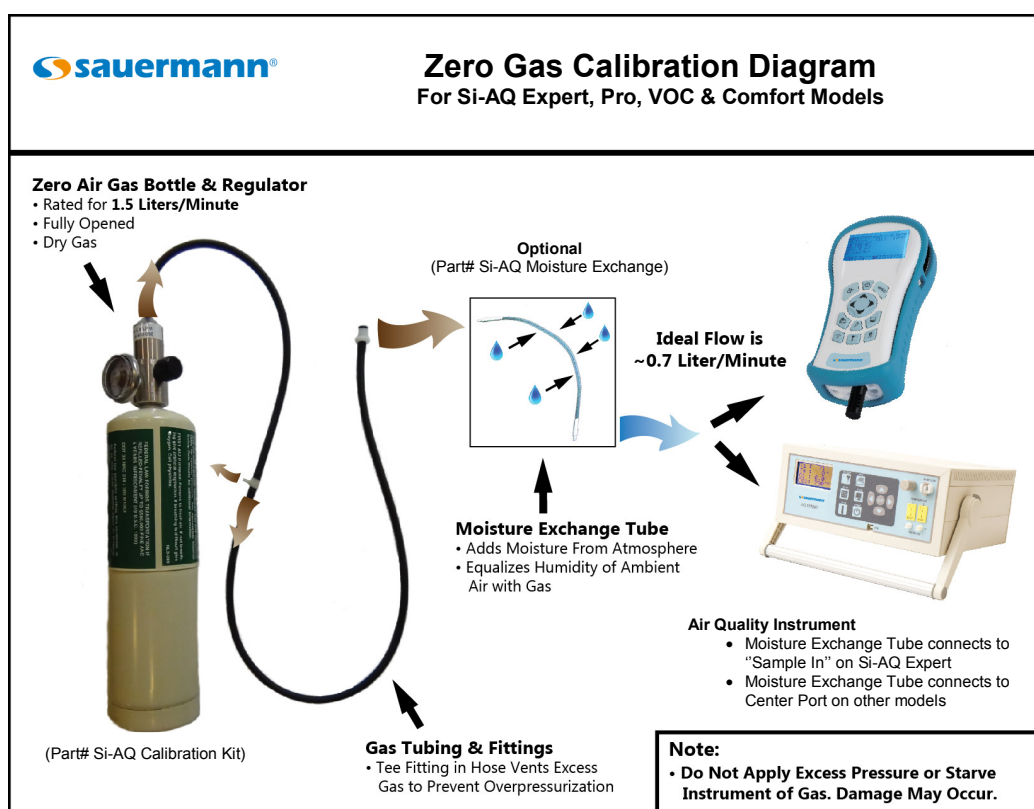 sauermann®
Zero Gas Calibration Diagram
For Si-AQ Expert, Pro, VOC & Comfort Models
Zero Air Gas Bottle & Regulator
• Rated for 1.5 Liters/Minute
• Fully Opened
• Dry Gas
Optional
(Part# Si-AQ Moisture Exchange)
Ideal Flow is
~0.7 Liter/Minute
sauermann
Moisture Exchange Tube
• Adds Moisture From Atmosphere
• Equalizes Humidity of Ambient
Air with Gas
sauermann
Air Quality Instrument
• Moisture Exchange Tube connects to
‘‘Sample In’’ on Si-AQ Expert
• Moisture Exchange Tube connects to
Center Port on other models
(Part# Si-AQ Calibration Kit)
Gas Tubing & Fittings
• Tee Fitting in Hose Vents Excess
Gas to Prevent Overpressurization
Note:
• Do Not Apply Excess Pressure or Starve
Instrument of Gas. Damage May Occur.